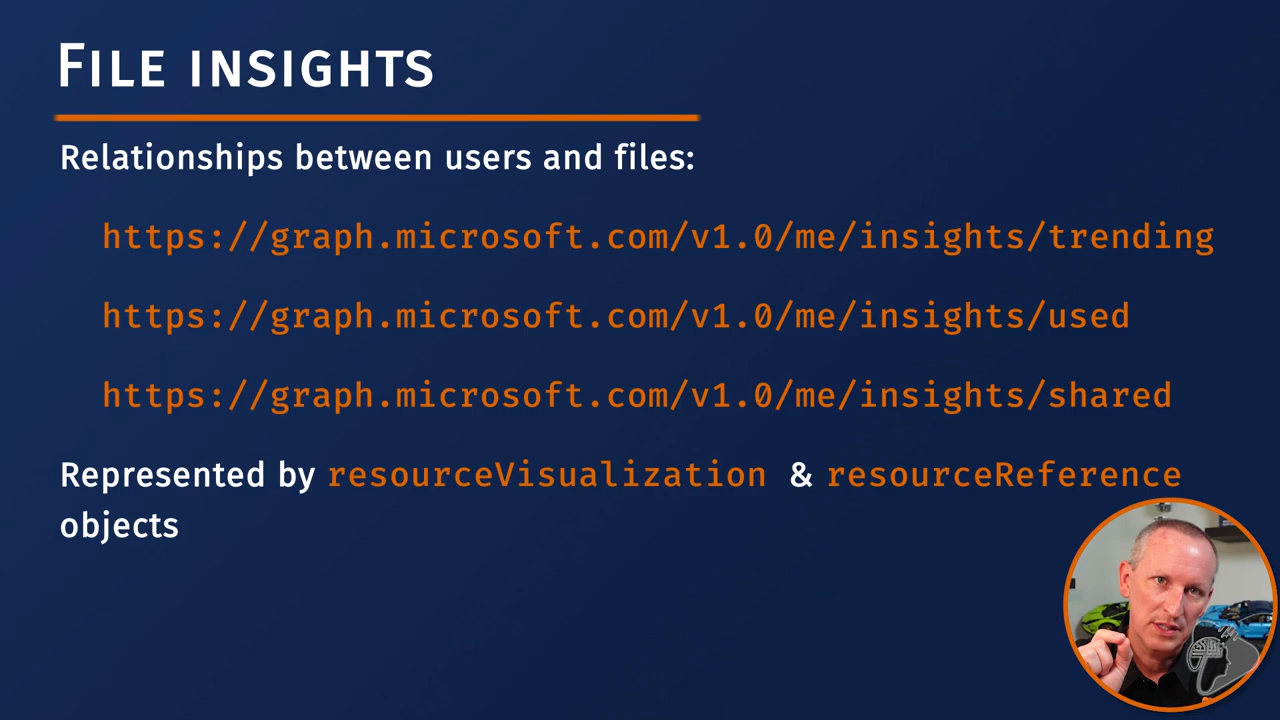 File insights
Relationships between users and files:
https://graph.microsoft.com/v1.0/me/insights/trending
https://graph.microsoft.com/v1.0/me/insights/used
https://graph.microsoft.com/v1.0/me/insights/shared
Represented by resourceVisualization & resourceReference
objects